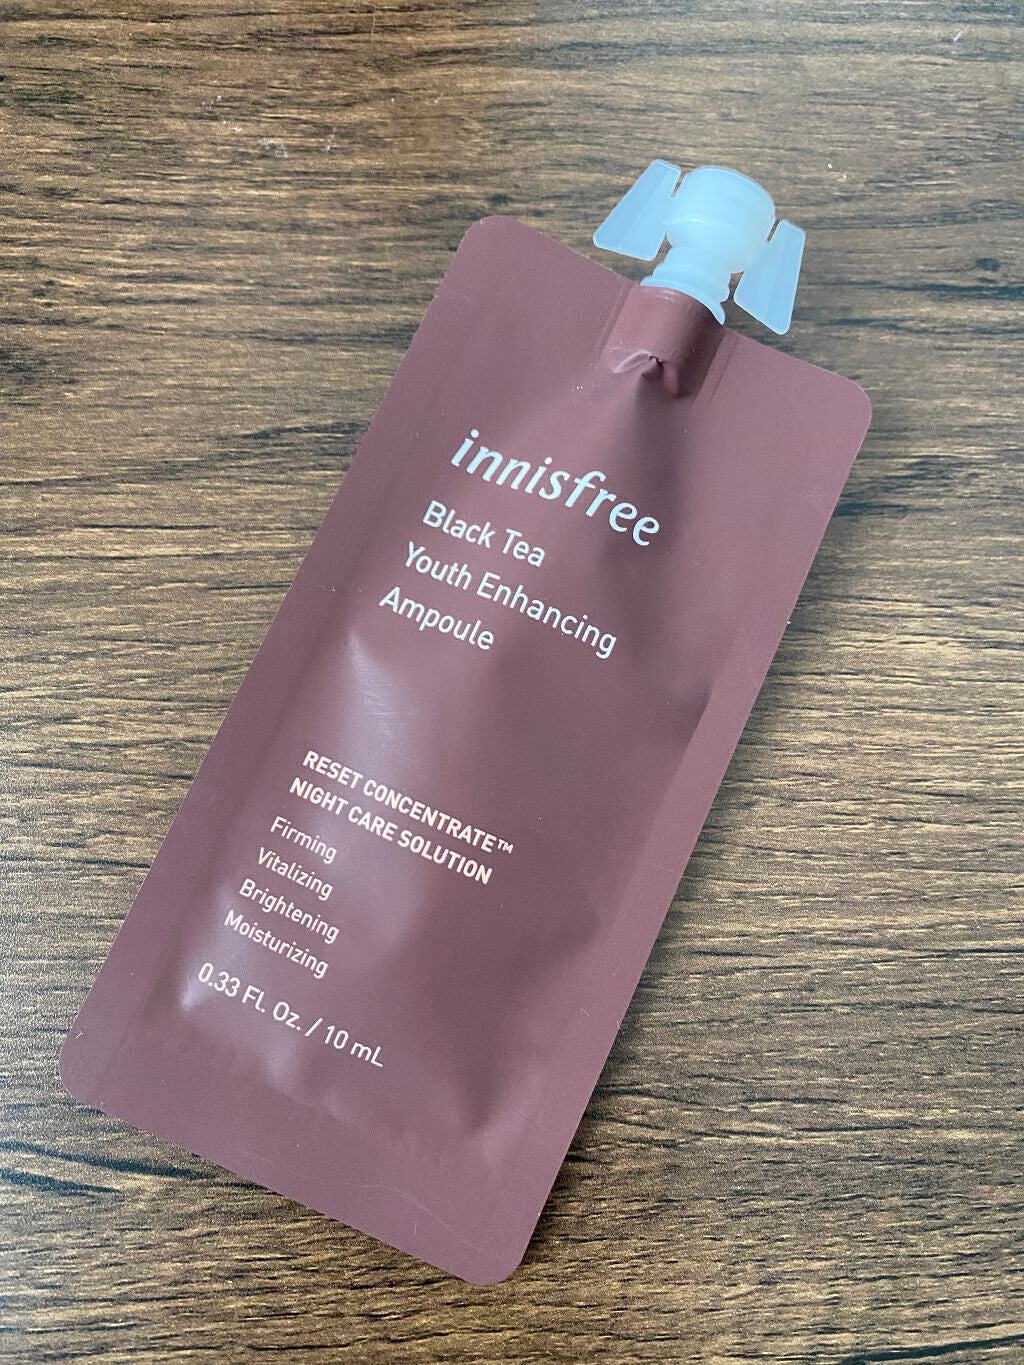 innisfree
Black Tea
Youth Enhancing
Ampoule
RESET CONCENTRATE™
NIGHT CARE SOLUTION
Firming
Vitalizing
Brightening
Moisturizing
0.33 Fl. Oz. / 10 mL